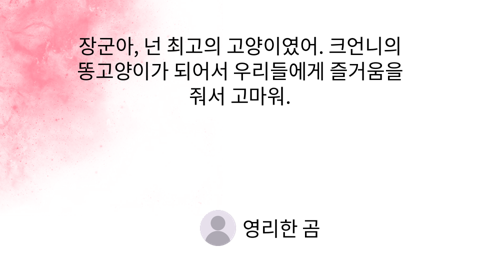 장군아, 넌 최고의 고양이였어. 크언니의
똥고양이가 되어서 우리들에게 즐거움을
줘서 고마워.
영리한 곰